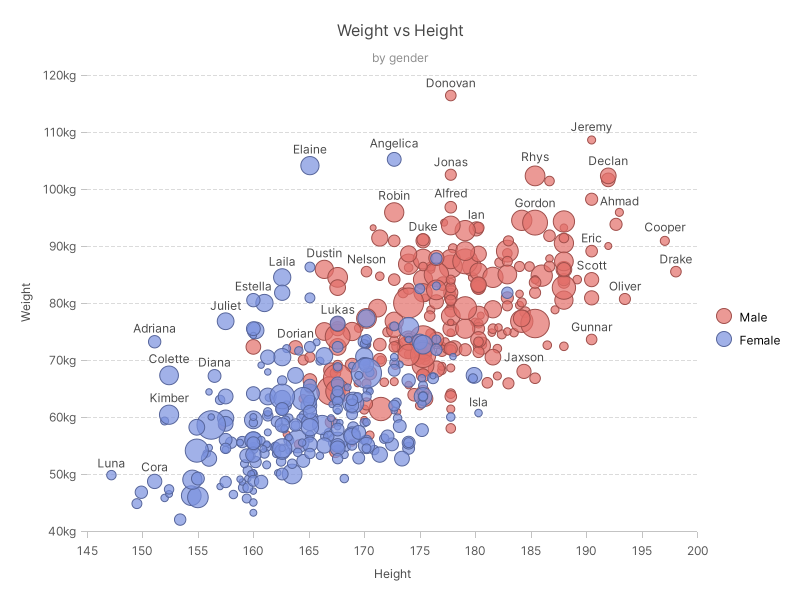 Weight vs Height
by gender
120kg
Donovan
110kg
Jeremy
Elaine
Angelica
100kg
Jonas
Rhys
Declan
Robin
Alfred
Gordon
Ahmad
90kg
Duke
Ian
Eric
Cooper
Laila
Dustin
Nelson
Scott
Drake
80kg
Estella
Oliver
Juliet
Lukas
Adriana
Dorian
Gunnar
70kg
Colette
Diana
Jaxson
60kg
Kimber
Isla
50kg
Luna
Cora
40kg
145 150 155 160 165 170 175 180 185 190 195 200
Height
Weight
Male
Female